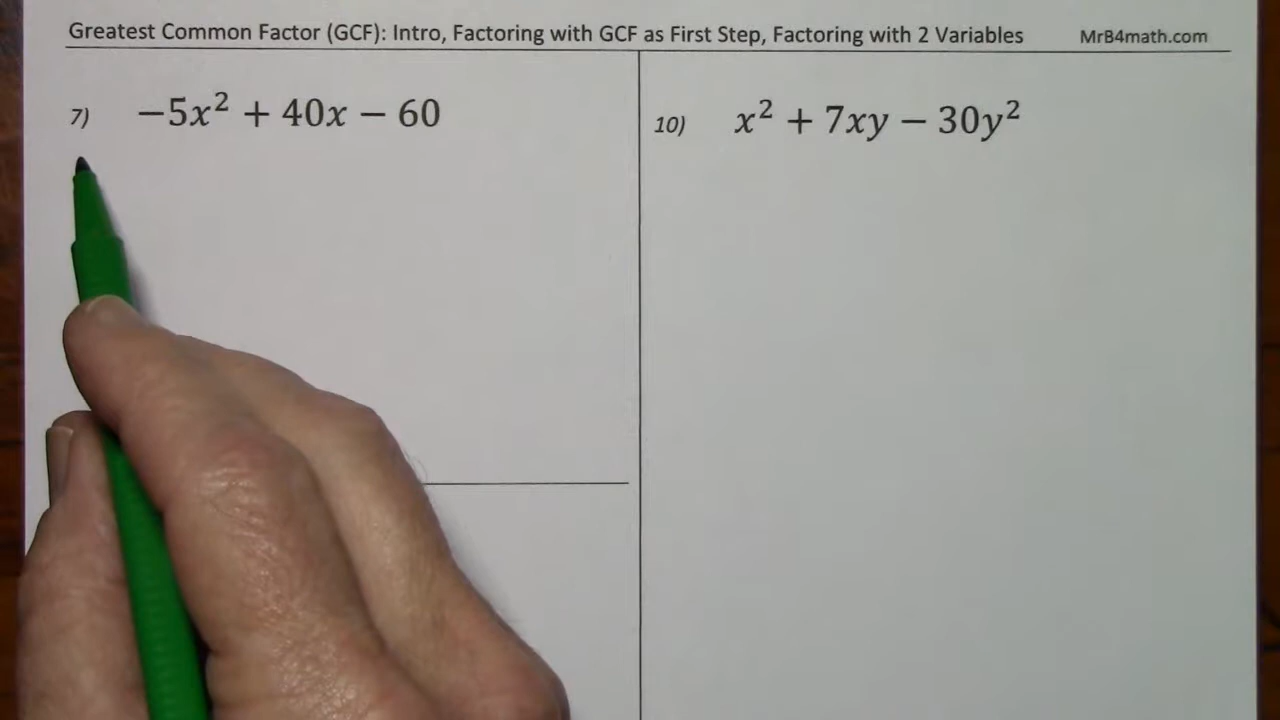 Greatest Common Factor (GCF): Intro, Factoring with GCF as First Step, Factoring with 2 Variables MrB4math.com
7) −5x² + 40x − 60
10) x² + 7xy − 30y²